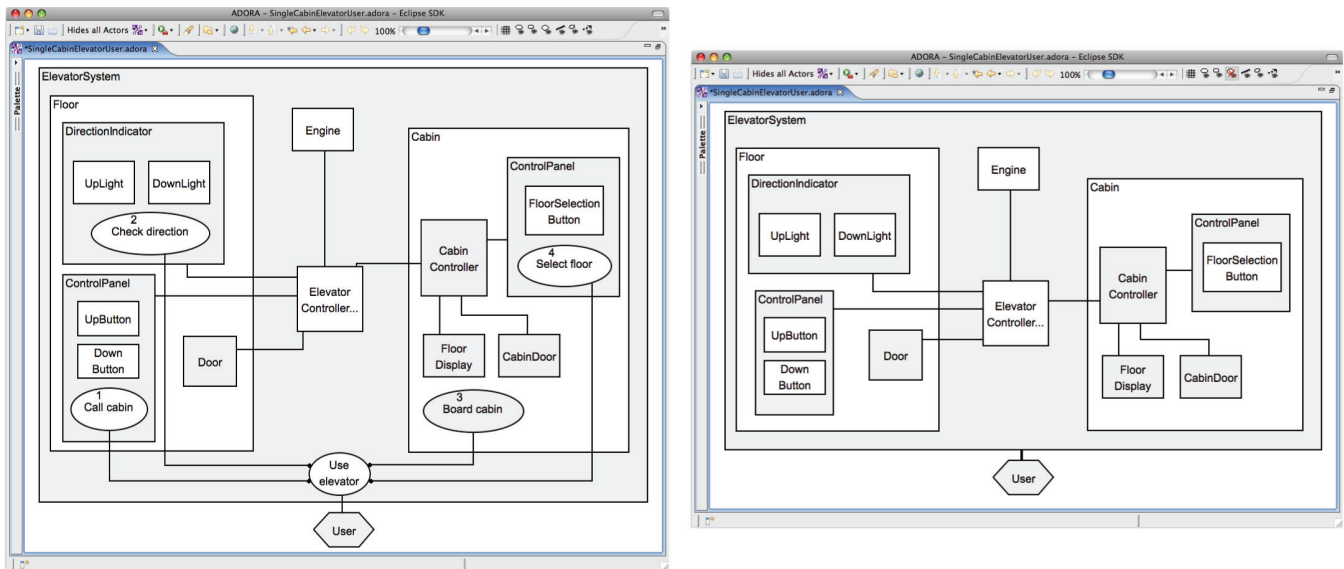 ADORA – SingleCabinElevatorUser.adora – Eclipse SDK
Hides all Actors
100%
*SingleCabinElevatorUser.adora
Palette
ElevatorSystem
Floor
DirectionIndicator
UpLight
DownLight
2
Check direction
Engine
Cabin
ControlPanel
FloorSelection
Button
4
Select floor
Cabin
Controller
ControlPanel
UpButton
Down
Button
1
Call cabin
Door
Elevator
Controller...
Floor
Display
CabinDoor
3
Board cabin
Use
elevator
User
ADORA – SingleCabinElevatorUser.adora – Eclipse SDK
Hides all Actors
100%
*SingleCabinElevatorUser.adora
Palette
ElevatorSystem
Floor
DirectionIndicator
UpLight
DownLight
Engine
Cabin
ControlPanel
FloorSelection
Button
Cabin
Controller
ControlPanel
UpButton
Down
Button
Door
Elevator
Controller...
Floor
Display
CabinDoor
User